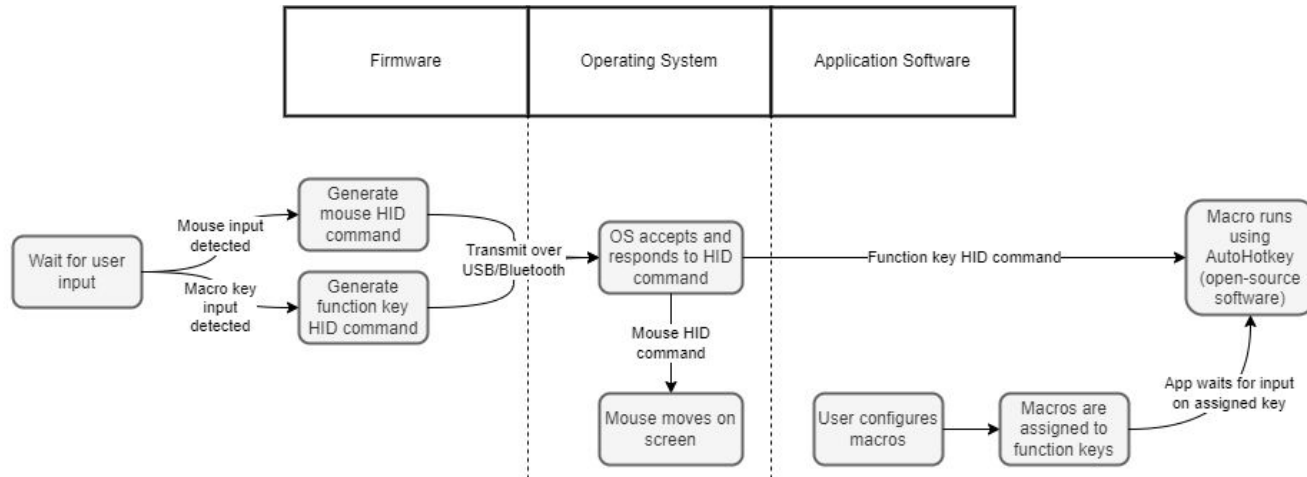 Firmware
Operating System
Application Software
Wait for user
input
Mouse input
detected
Macro key
input
detected
Generate
mouse HID
command
Generate
function key
HID command
Transmit over
USB/Bluetooth
OS accepts and
responds to HID
command
Mouse HID
command
Mouse moves on
screen
Function key HID command
Macro runs
using
AutoHotkey
(open-source
software)
User configures
macros
Macros are
assigned to
function keys
App waits for input
on assigned key